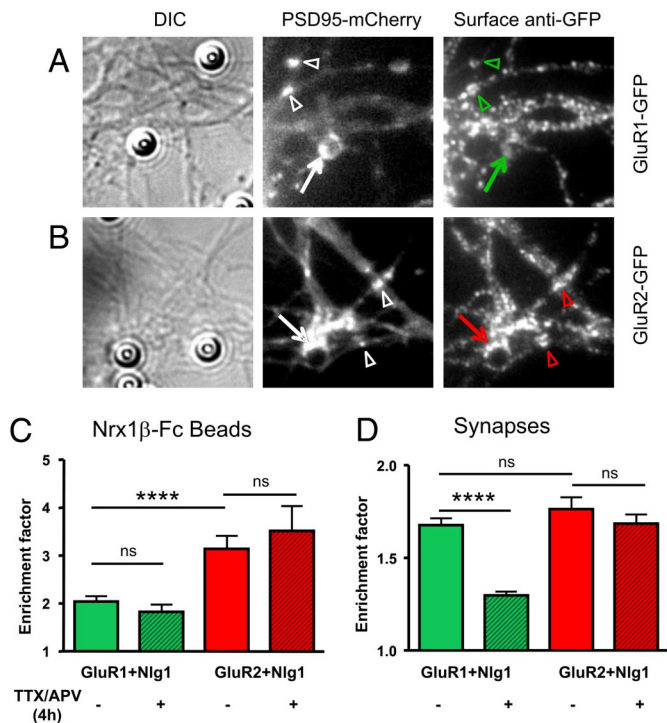 DIC PSD95-mCherry Surface anti-GFP
A
GluR1-GFP
B
GluR2-GFP
C Nrx1β-Fc Beads
Enrichment factor
5
4
3
2
1
ns
****
ns
GluR1+Nlg1 GluR2+Nlg1
TTX/APV - + - +
(4h)
D Synapses
Enrichment factor
2.0
1.5
1.0
ns
****
ns
GluR1+Nlg1 GluR2+Nlg1
- + - +